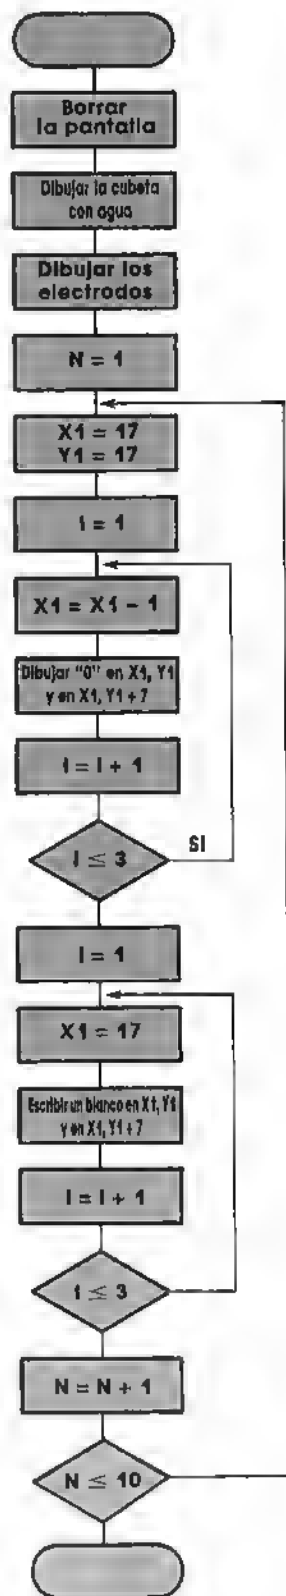 Borrar
la pantalla
Dibujar la cubeta
con agua
Dibujar los
electrodos
N = 1
X1 = 17
Y1 = 17
I = 1
X1 = X1 - 1
Dibujar "0" en X1, Y1
y en X1, Y1 + 7
I = I + 1
I ≤ 3
SI
I = 1
X1 = 17
Escribir un blanco en X1, Y1
y en X1, Y1 + 7
I = I + 1
I ≤ 3
N = N + 1
N ≤ 10